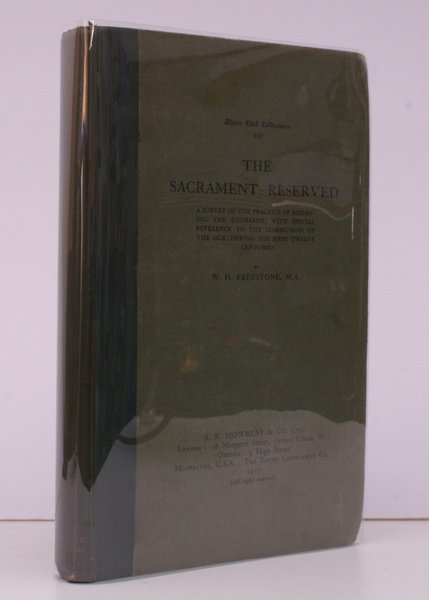 Alcuin Club Collections
XXI
THE
SACRAMENT RESERVED
A SURVEY OF THE PRACTICE OF RESERV-
ING THE EUCHARIST, WITH SPECIAL
REFERENCE TO THE COMMUNION OF
THE SICK, DURING THE FIRST TWELVE
CENTURIES
BY
W. H. FREESTONE, M.A.
A. R. MOWBRAY & CO. Ltd.
London: 28 Margaret Street, Oxford Circus, W.
Oxford: 9 High Street
Milwaukee, U.S.A.: The Young Churchman Co.
1917
[All rights reserved]